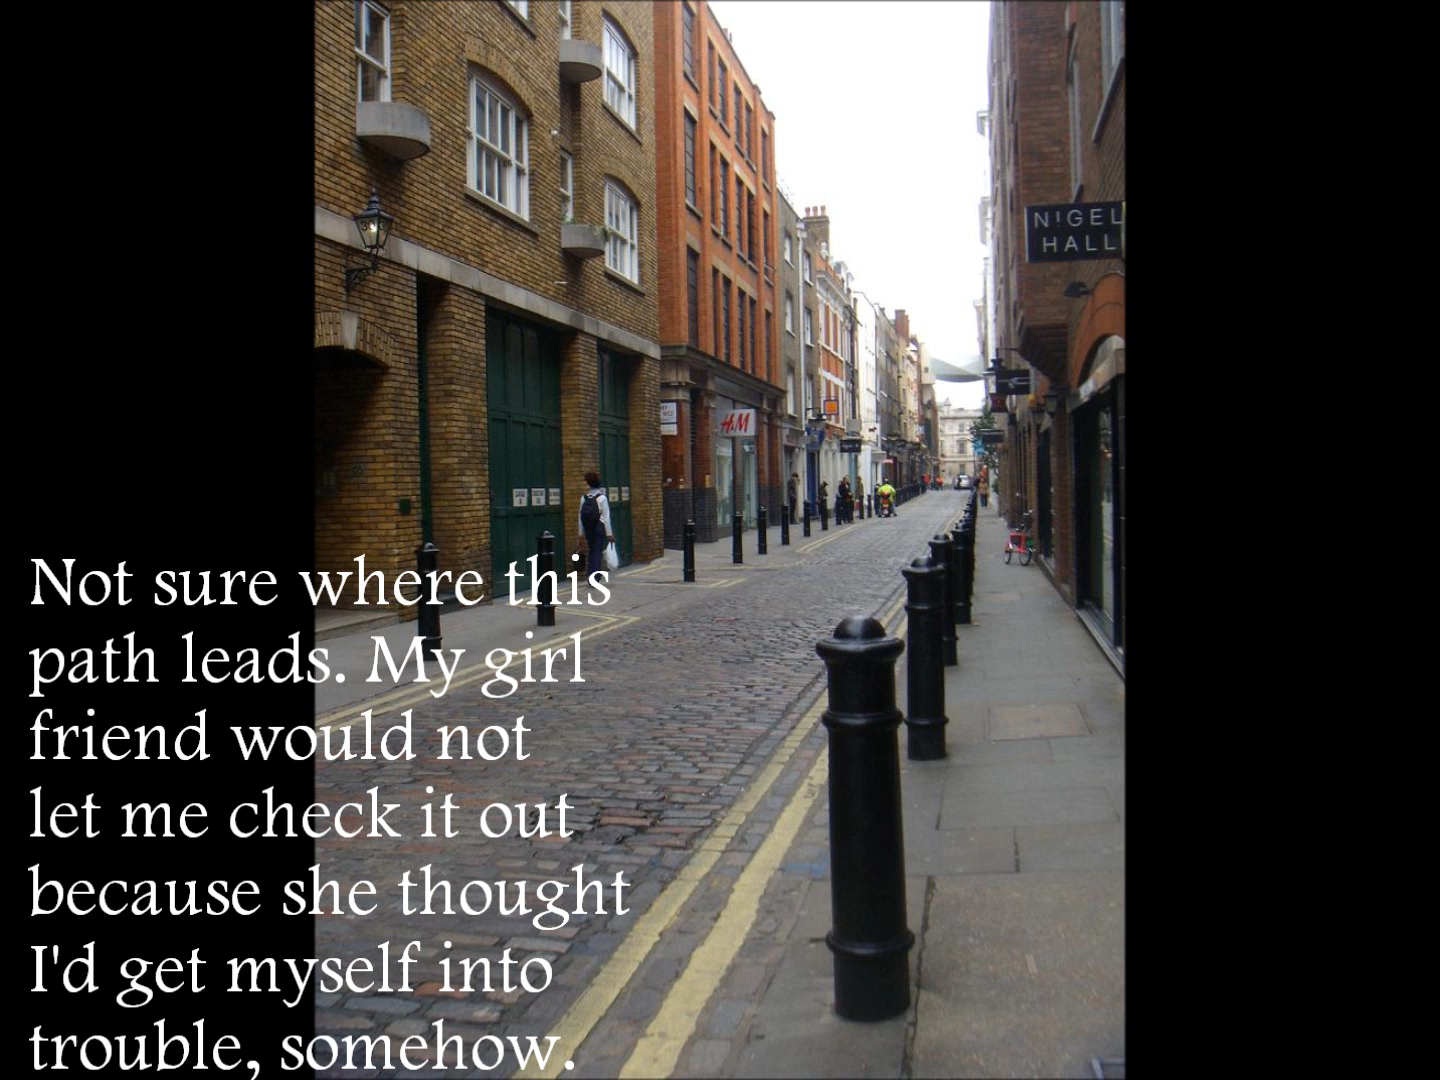 NIGEL
HALL
H&M
Not sure where this
path leads. My girl
friend would not
let me check it out
because she thought
I'd get myself into
trouble, somehow.